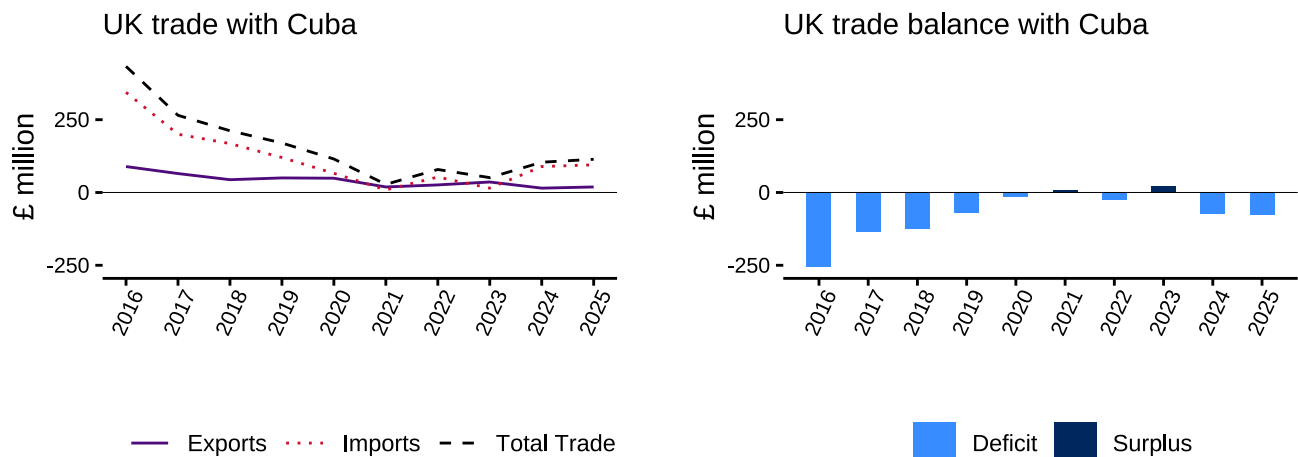 UK trade with Cuba
£ million
250
0
-250
2016 2017 2018 2019 2020 2021 2022 2023 2024 2025
Exports Imports Total Trade
UK trade balance with Cuba
£ million
250
0
-250
2016 2017 2018 2019 2020 2021 2022 2023 2024 2025
Deficit Surplus